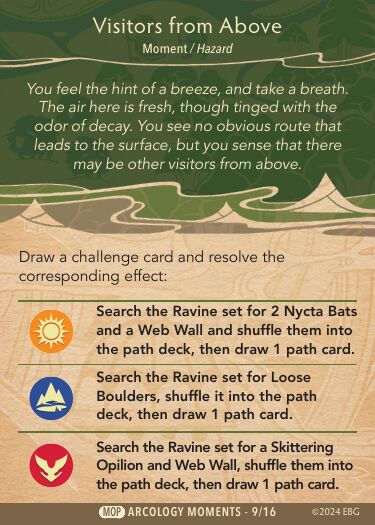 Visitors from Above
Moment / Hazard
You feel the hint of a breeze, and take a breath.
The air here is fresh, though tinged with the
odor of decay. You see no obvious route that
leads to the surface, but you sense that there
may be other visitors from above.
Draw a challenge card and resolve the
corresponding effect:
Search the Ravine set for 2 Nycta Bats
and a Web Wall and shuffle them into
the path deck, then draw 1 path card.
Search the Ravine set for Loose
Boulders, shuffle it into the path
deck, then draw 1 path card.
Search the Ravine set for a Skittering
Opilion and Web Wall, shuffle them into
the path deck, then draw 1 path card.
MOP ARCOLOGY MOMENTS - 9/16
©2024 EBG